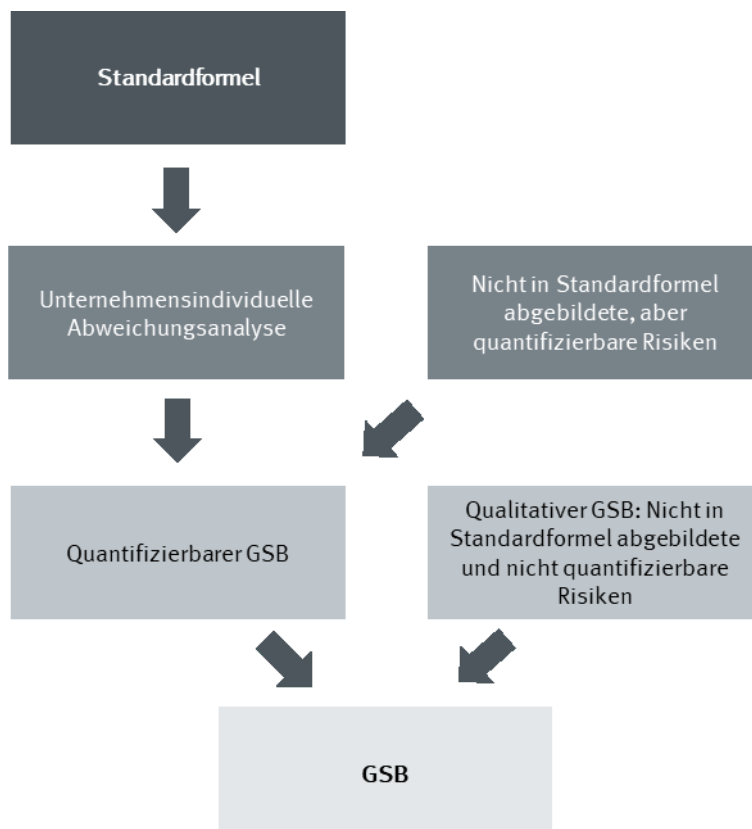 Standardformel
Unternehmensindividuelle
Abweichungsanalyse
Nicht in Standardformel
abgebildete, aber
quantifizierbare Risiken
Quantifizierbarer GSB
Qualitativer GSB: Nicht in
Standardformel abgebildete
und nicht quantifizierbare
Risiken
GSB